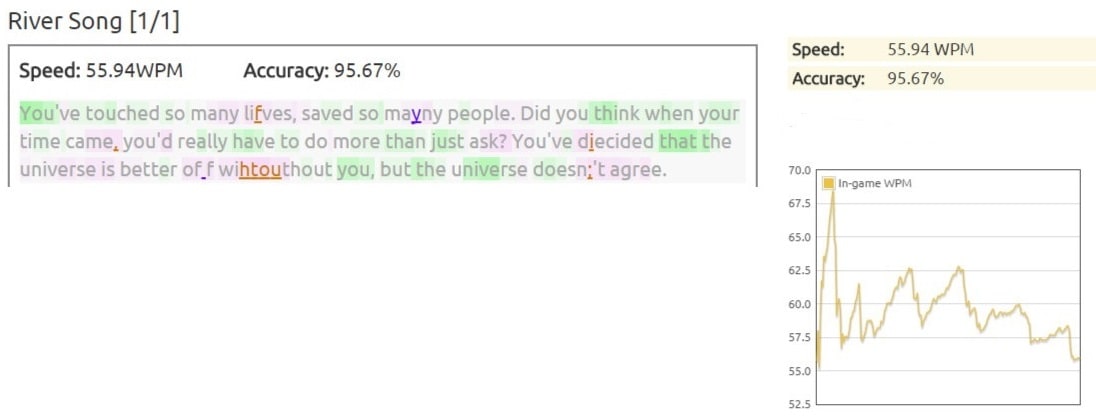 River Song [1/1]
Speed: 55.94WPM Accuracy: 95.67%
You've touched so many lifves, saved so mayny people. Did you think when your
time came, you'd really have to do more than just ask? You've diecided that the
universe is better of f wihtouthout you, but the universe doesn;'t agree.
Speed: 55.94 WPM
Accuracy: 95.67%
In-game WPM
70.0
67.5
65.0
62.5
60.0
57.5
55.0
52.5